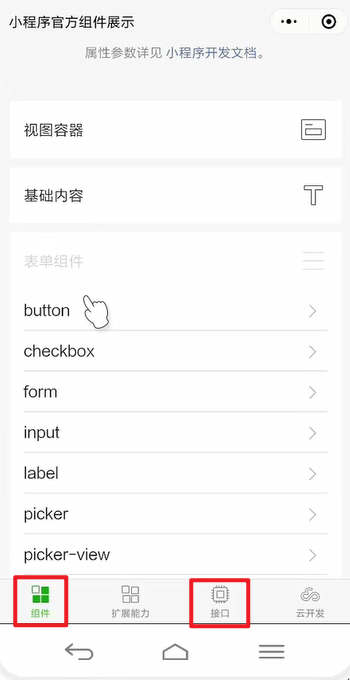 小程序官方组件展示
属性参数详见 小程序开发文档。
视图容器
基础内容
表单组件
button
checkbox
form
input
label
picker
picker-view
组件 扩展能力 接口 云开发